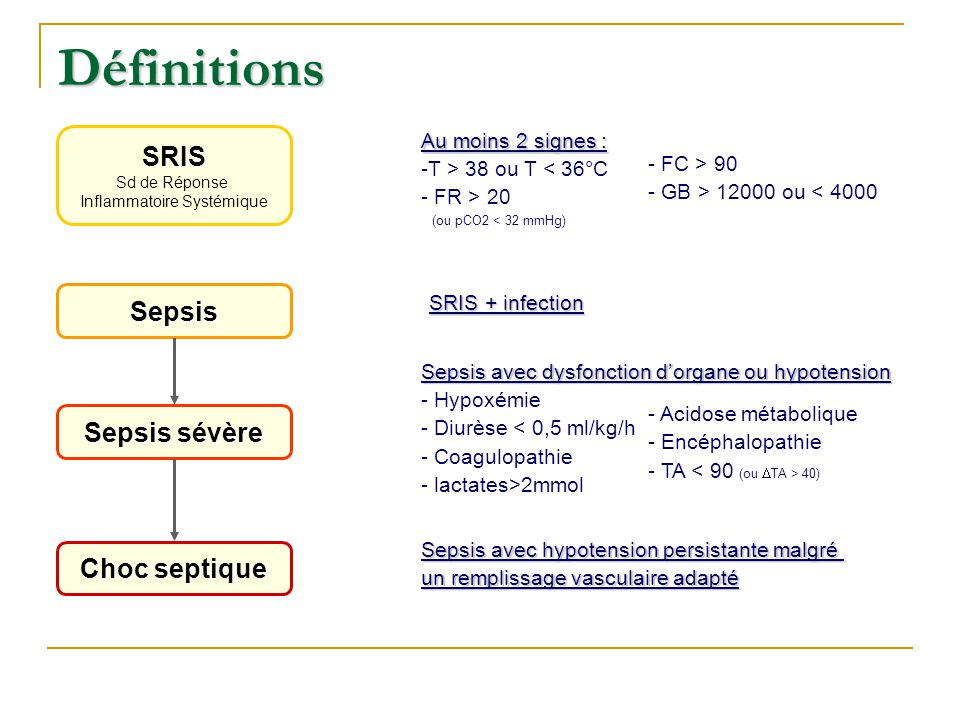 Définitions
SRIS
Sd de Réponse
Inflammatoire Systémique
Au moins 2 signes :
-T > 38 ou T < 36°C
- FR > 20
(ou pCO2 < 32 mmHg)
- FC > 90
- GB > 12000 ou < 4000
Sepsis
SRIS + infection
Sepsis sévère
Sepsis avec dysfonction d’organe ou hypotension
- Hypoxémie
- Diurèse < 0,5 ml/kg/h
- Coagulopathie
- lactates>2mmol
- Acidose métabolique
- Encéphalopathie
- TA < 90 (ou ΔTA > 40)
Choc septique
Sepsis avec hypotension persistante malgré
un remplissage vasculaire adapté